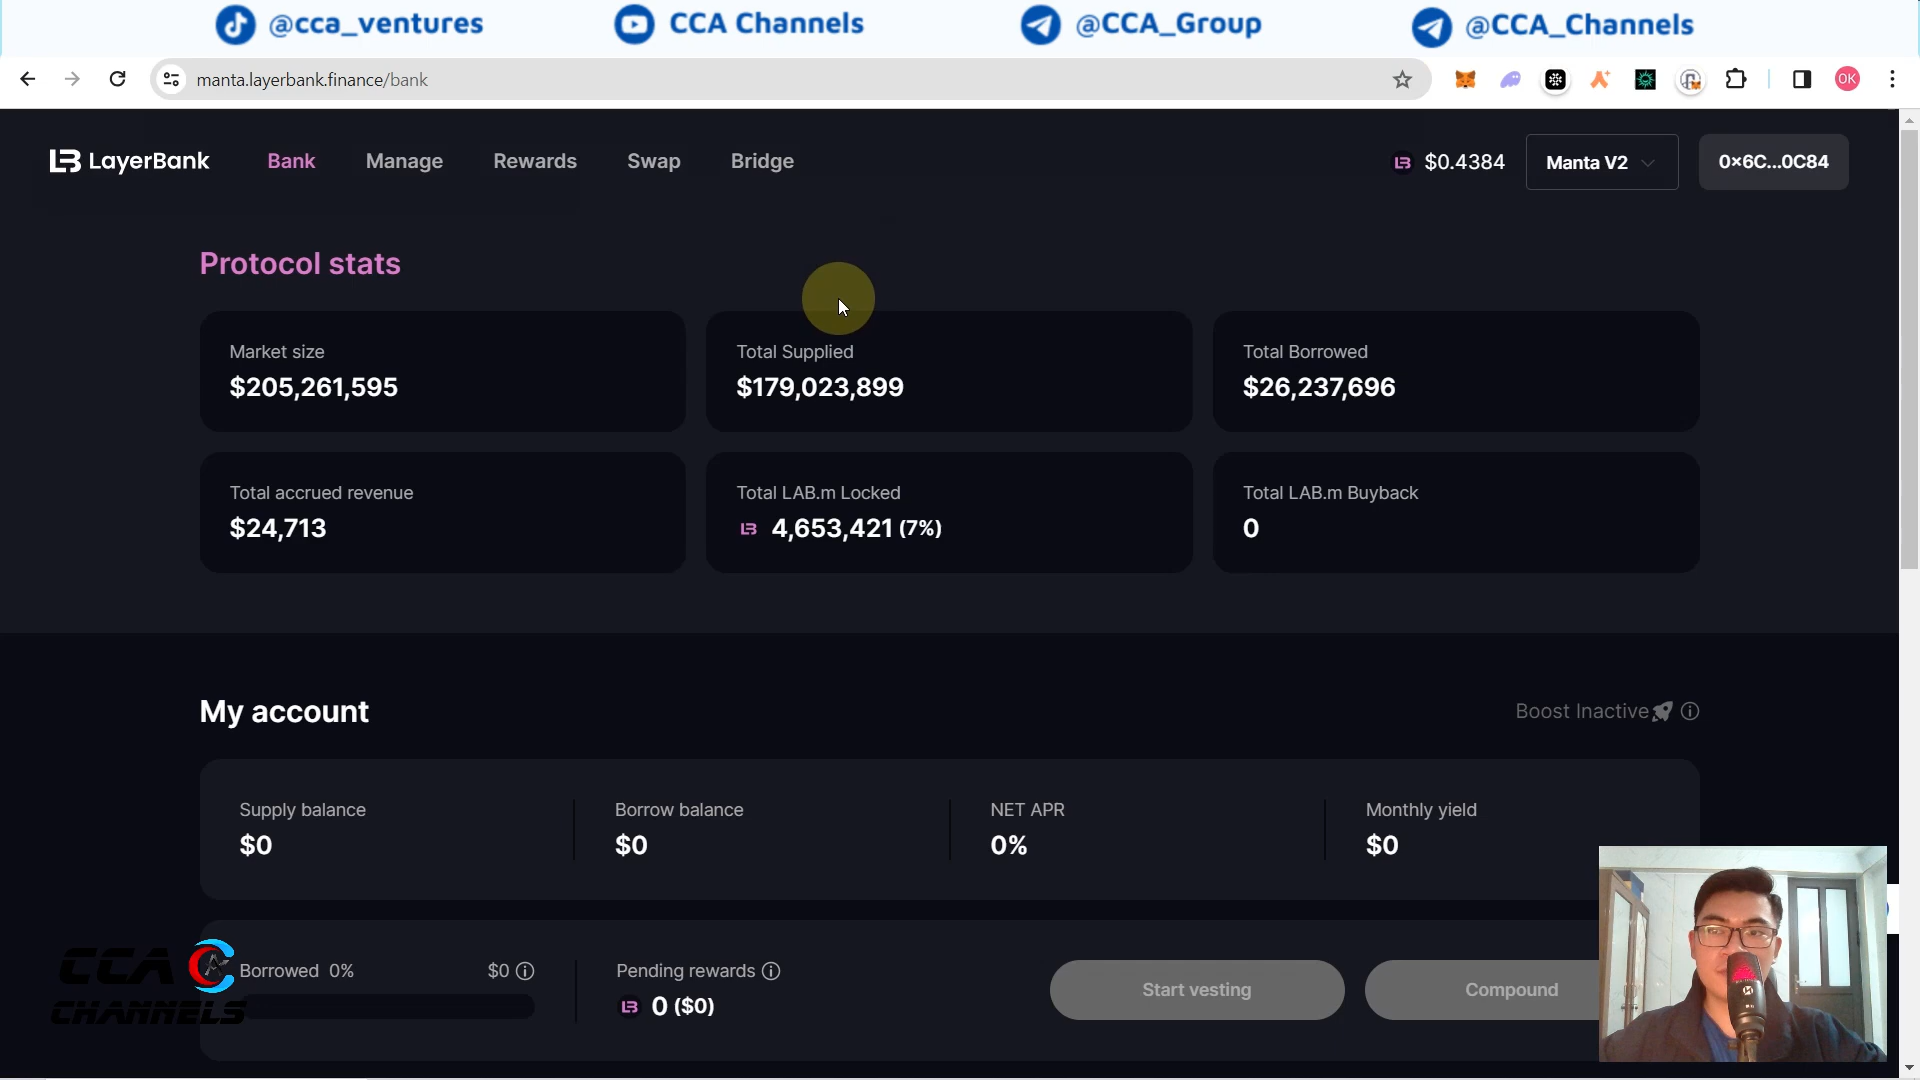 @cca_ventures CCA Channels @CCA_Group @CCA_Channels
manta.layerbank.finance/bank
OK
LayerBank Bank Manage Rewards Swap Bridge $0.4384 Manta V2 0×6C...0C84
Protocol stats
Market size Total Supplied Total Borrowed
$205,261,595 $179,023,899 $26,237,696
Total accrued revenue Total LAB.m Locked Total LAB.m Buyback
$24,713 4,653,421 (7%) 0
My account Boost Inactive
Supply balance Borrow balance NET APR Monthly yield
$0 $0 0% $0
Borrowed 0% $0 Pending rewards Start vesting Compound
0 ($0)
CCA
CHANNELS